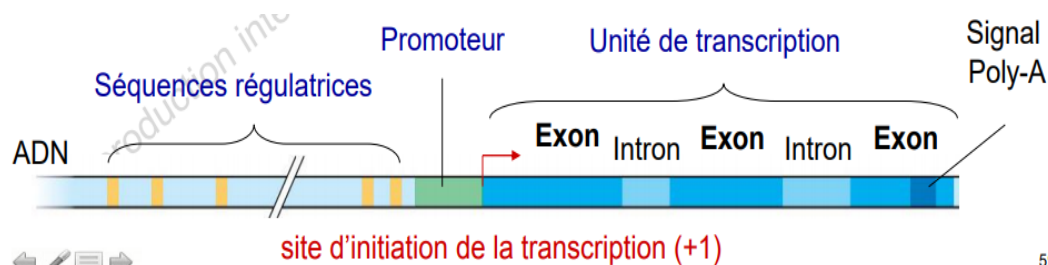 Promoteur
Unité de transcription
Signal
Poly-A
Séquences régulatrices
ADN
Exon Intron Exon Intron Exon
site d'initiation de la transcription (+1)
5